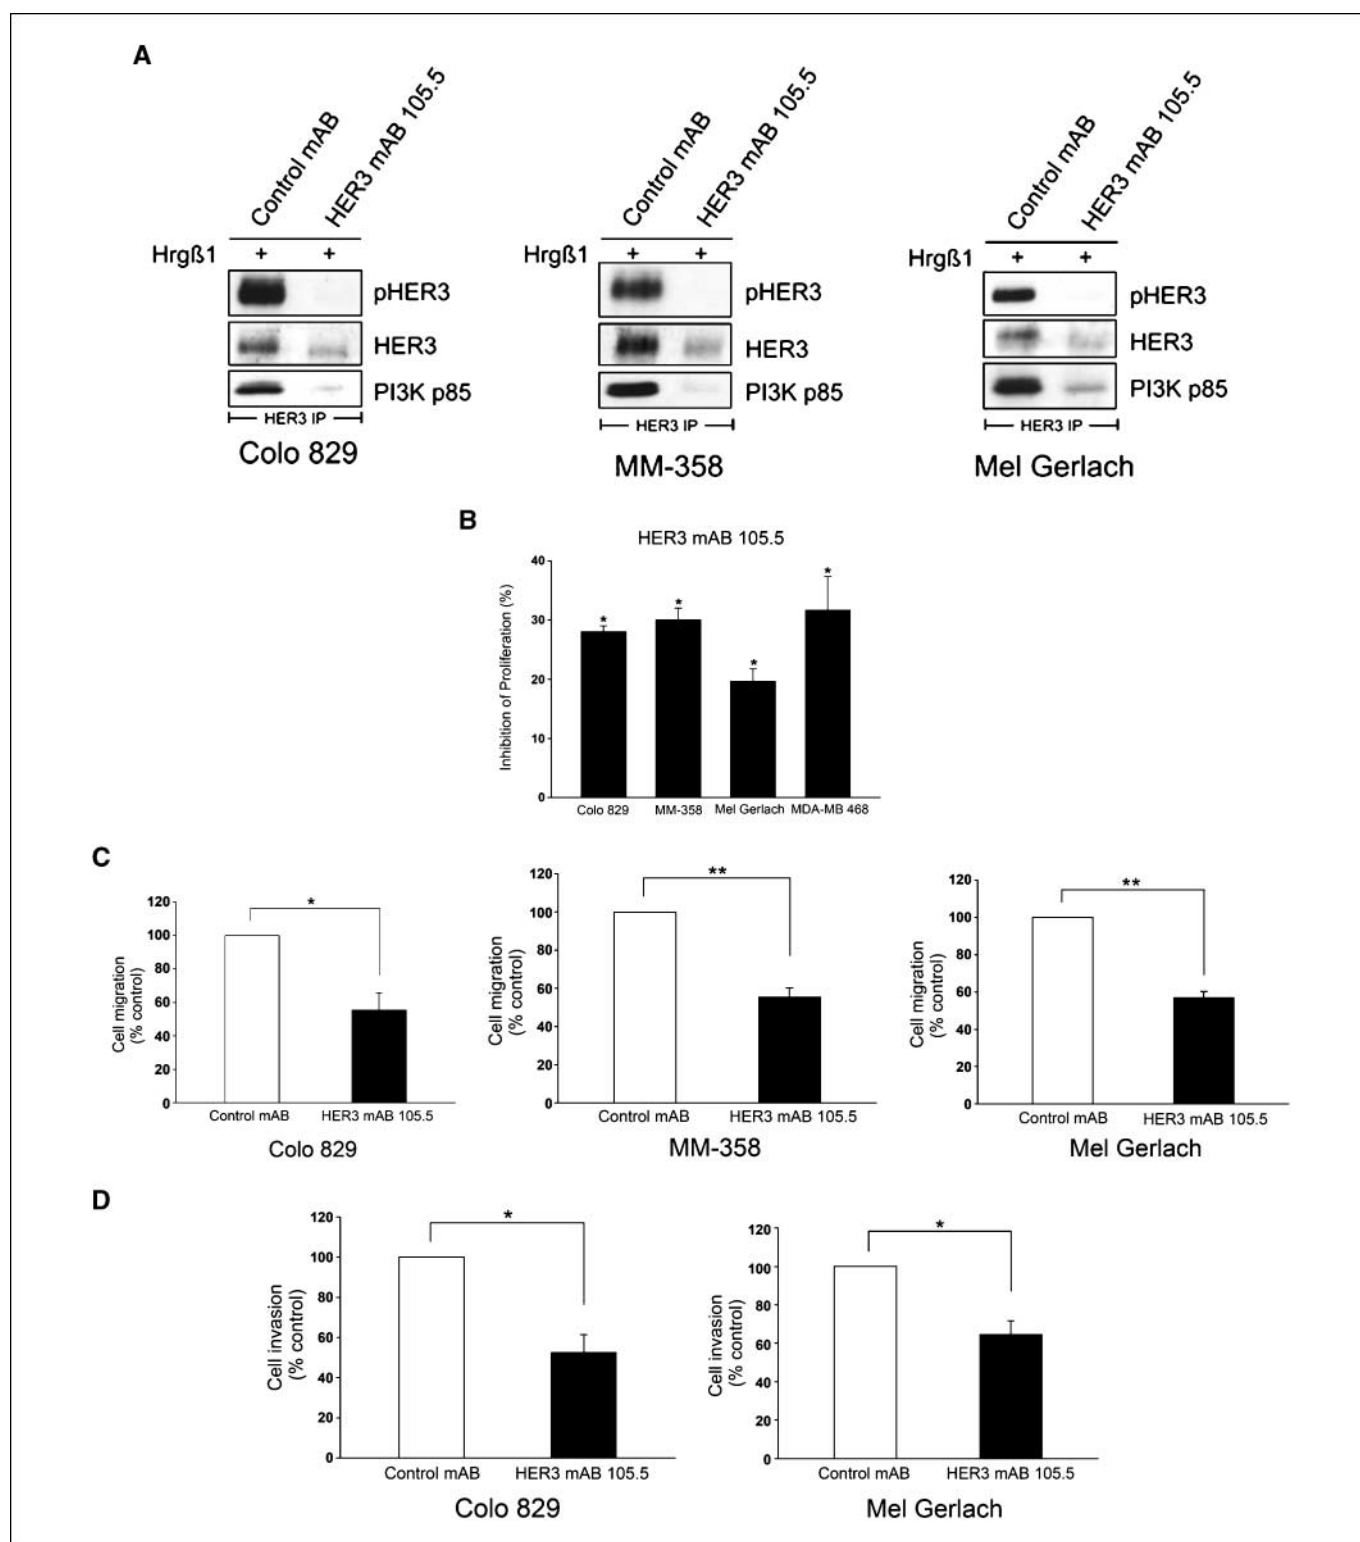 A
Control mAB
HER3 mAB 105.5
Hrgß1 + +
pHER3
HER3
PI3K p85
HER3 IP
Colo 829
Control mAB
HER3 mAB 105.5
Hrgß1 + +
pHER3
HER3
PI3K p85
HER3 IP
MM-358
Control mAB
HER3 mAB 105.5
Hrgß1 + +
pHER3
HER3
PI3K p85
HER3 IP
Mel Gerlach
B
HER3 mAB 105.5
Inhibition of Proliferation (%)
40
30
20
10
0
* * * *
Colo 829 MM-358 Mel Gerlach MDA-MB 468
C
Cell migration
(% control)
120
100
80
60
40
20
0
*
Control mAB HER3 mAB 105.5
Colo 829
Cell migration
(% control)
120
100
80
60
40
20
0
**
Control mAB HER3 mAB 105.5
MM-358
Cell migration
(% control)
120
100
80
60
40
20
0
**
Control mAB HER3 mAB 105.5
Mel Gerlach
D
Cell invasion
(% control)
120
100
80
60
40
20
0
*
Control mAB HER3 mAB 105.5
Colo 829
Cell invasion
(% control)
120
100
80
60
40
20
0
*
Control mAB HER3 mAB 105.5
Mel Gerlach